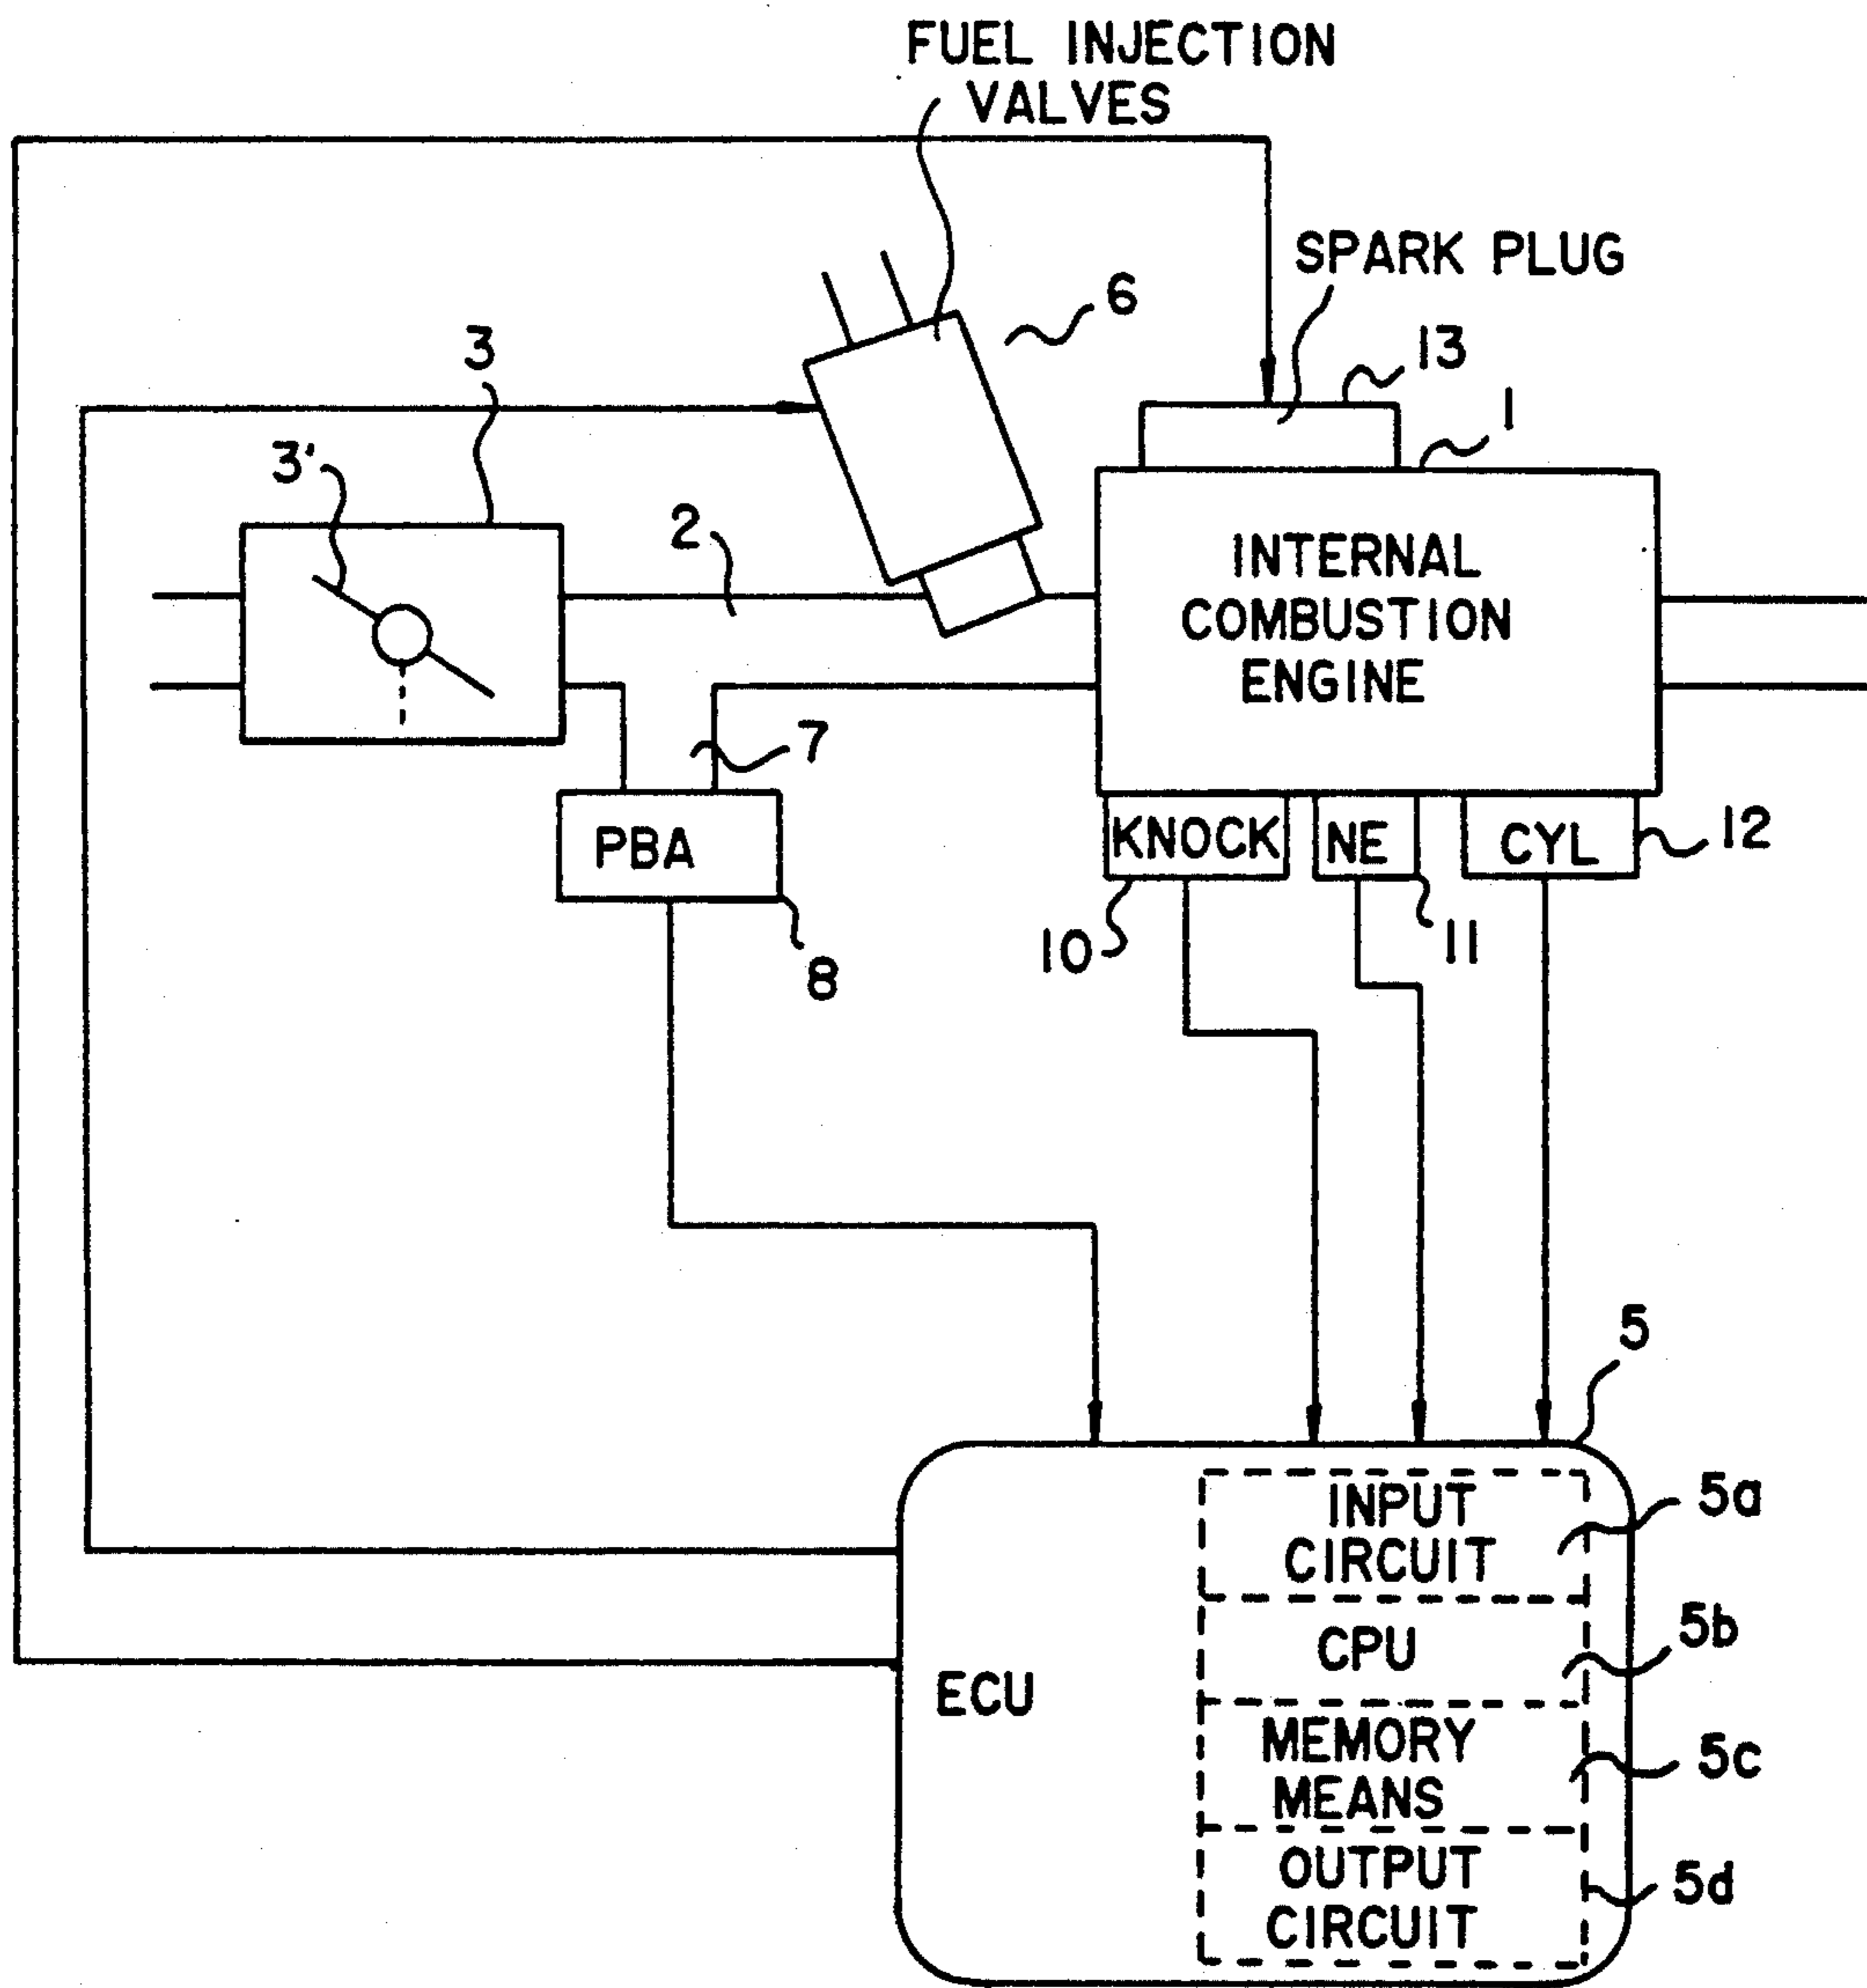 FUEL INJECTION
VALVES
SPARK PLUG
6
3
13
1
3'
2
INTERNAL
COMBUSTION
ENGINE
7
PBA
KNOCK
NE
CYL
12
8
10
11
5
INPUT
CIRCUIT
5a
CPU
5b
ECU
MEMORY
MEANS
5c
OUTPUT
CIRCUIT
5d